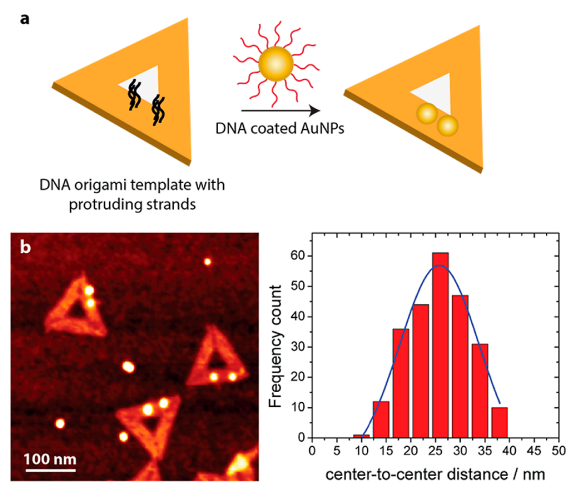 a
DNA coated AuNPs
DNA origami template with
protruding strands
b
100 nm
Frequency count
60
50
40
30
20
10
0
0 5 10 15 20 25 30 35 40 45 50
center-to-center distance / nm